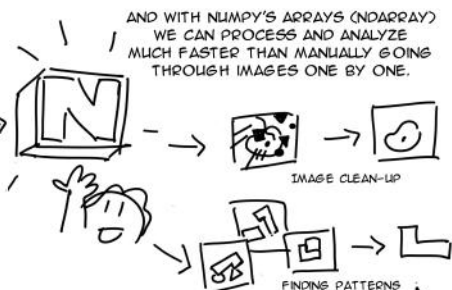 AND WITH NUMPY'S ARRAYS (NDARRAY)
WE CAN PROCESS AND ANALYZE
MUCH FASTER THAN MANUALLY GOING
THROUGH IMAGES ONE BY ONE.
N
IMAGE CLEAN-UP
FINDING PATTERNS